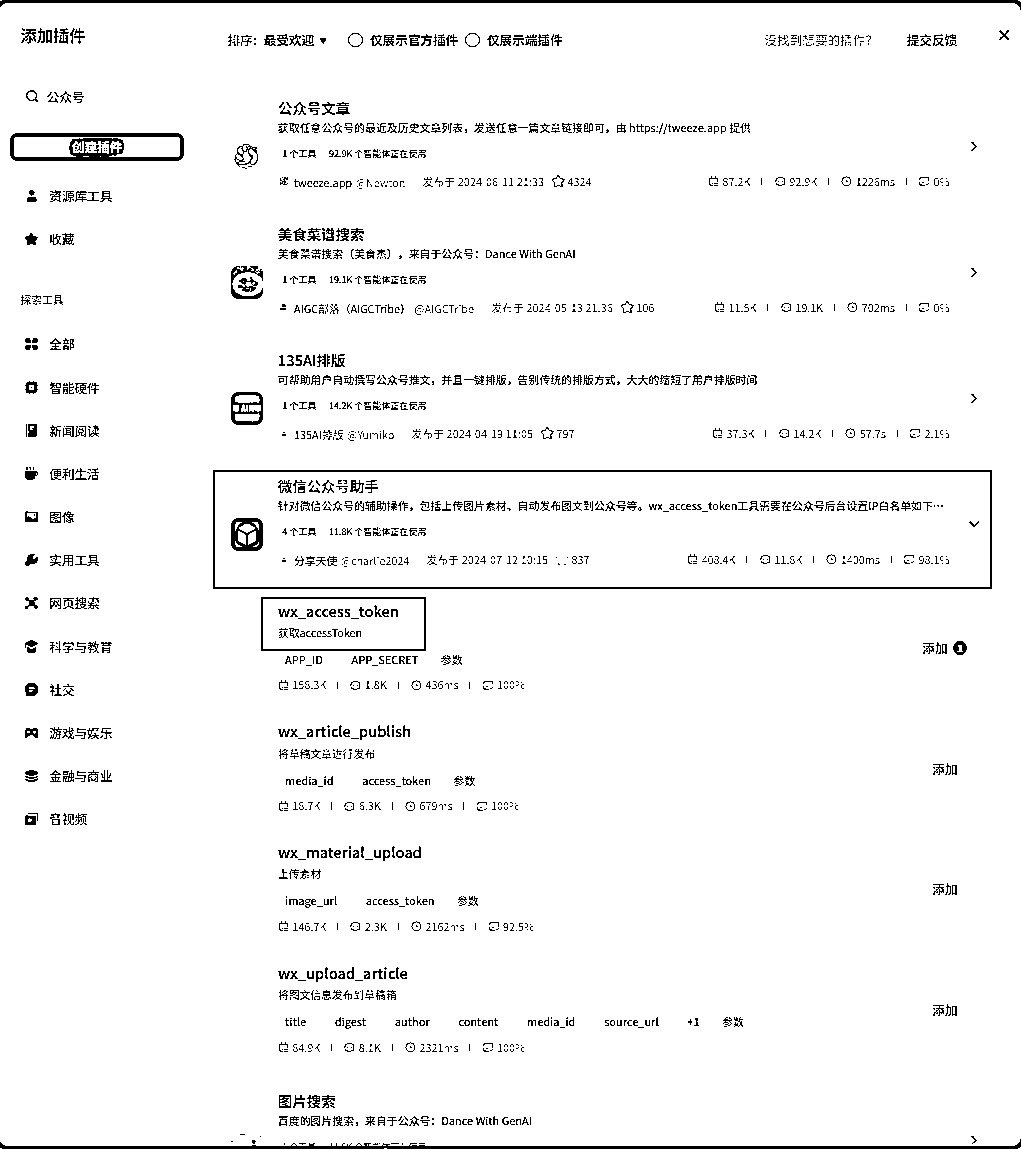 添加插件
排序: 最受欢迎 仅展示官方插件 仅展示端插件 没找到想要的插件? 提交反馈
公众号
创建插件
资源库工具
收藏
探索工具
全部
智能硬件
新闻阅读
便利生活
图像
实用工具
网页搜索
科学与教育
社交
游戏与娱乐
金融与商业
音视频
公众号文章
获取任意公众号的最近及历史文章列表，发送任意一篇文章链接即可，由 https://tweeze.app 提供
1个工具 92.9K个智能体正在使用
tweeze.app @Newton 发布于 2024-08-11 21:33 4324 87.2K 92.9K 1226ms 0%
美食菜谱搜索
美食菜谱搜索（美食杰），来自于公众号：Dance With GenAI
1个工具 19.1K个智能体正在使用
AIGC部落（AIGCTribe） @AIGCTribe 发布于 106 19.1K 702ms 0%
135AI排版
可帮助用户自动撰写公众号推文，并且一键排版，告别传统的排版方式，大大的缩短了用户排版时间
1个工具 14.2K个智能体正在使用
135AI排版 @Yumiko 发布于 2024-04-19 11:05 797 37.3K 14.2K 57.7s 2.1%
微信公众号助手
针对微信公众号的辅助操作，包括上传图片素材、自动发布图文到公众号等。wx_access_token工具需要在公众号后台设置IP白名单如下…
4个工具 11.8K个智能体正在使用
分享天使 @charlie2024 发布于 2024-07-12 837 11.8K 1400ms 98.1%
wx_access_token
获取accessToken
添加 1
APP_ID APP_SECRET 参数
1.8K 436ms 100%
wx_article_publish
将草稿文章进行发布
添加
media_id access_token 参数
679ms 100%
wx_material_upload
上传素材
添加
image_url access_token 参数
146.7K 2.3K 2162ms 92.5%
wx_upload_article
将图文信息发布到草稿箱
添加
title digest author content media_id source_url +1 参数
2321ms 100%
图片搜索
百度的图片搜索，来自于公众号：Dance With GenAI